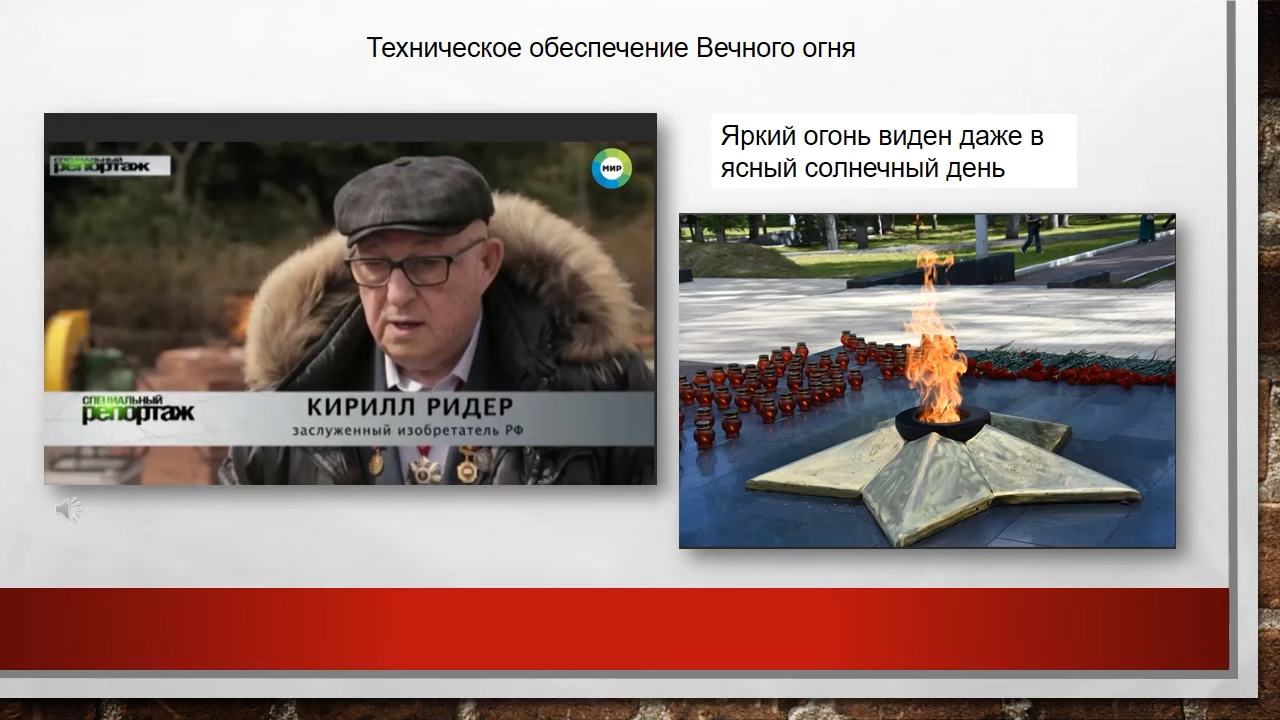 Техническое обеспечение Вечного огня
СПЕЦИАЛЬНЫЙ
репортаж
МИР
Яркий огонь виден даже в
ясный солнечный день
СПЕЦИАЛЬНЫЙ
репортаж
КИРИЛЛ РИДЕР
заслуженный изобретатель РФ